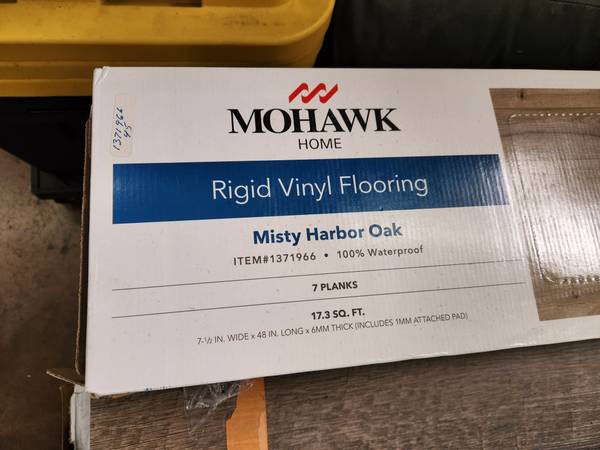 1371966
45
MOHAWK
HOME
Rigid Vinyl Flooring
Misty Harbor Oak
ITEM#1371966 • 100% Waterproof
7 PLANKS
17.3 SQ. FT.
7-1/2 IN. WIDE x 48 IN. LONG x 6MM THICK (INCLUDES 1MM ATTACHED PAD)